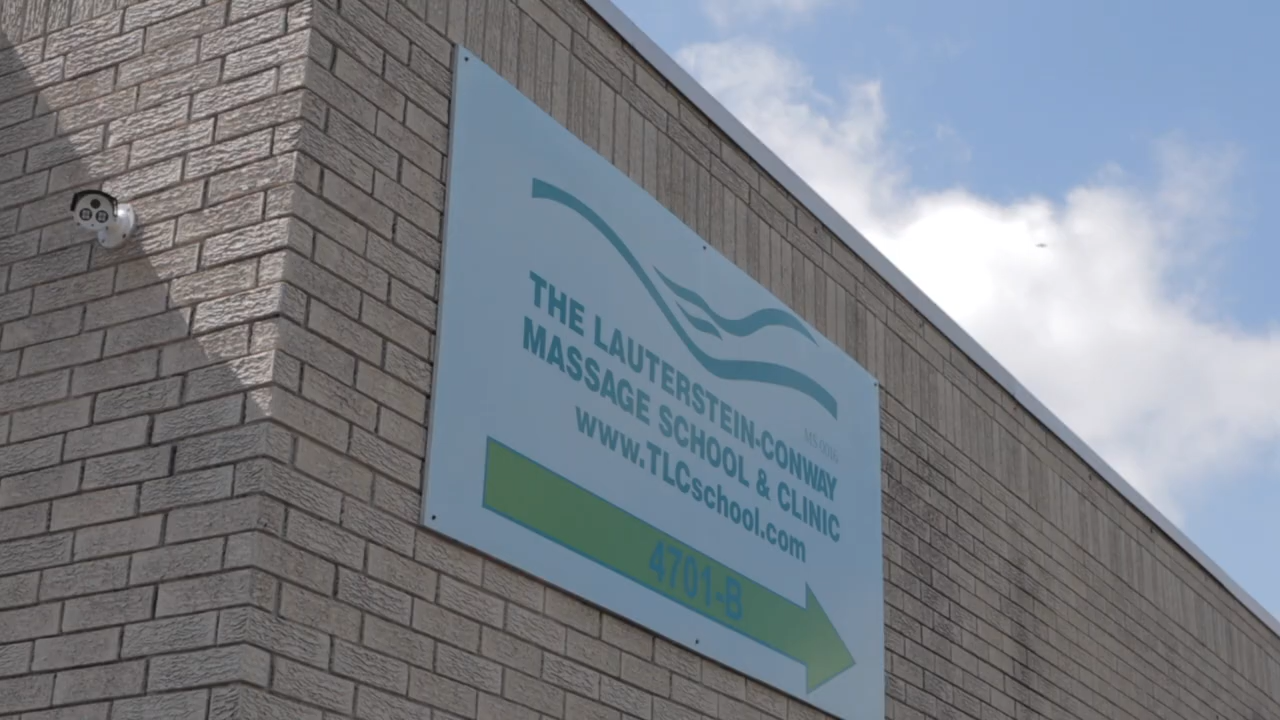 THE LAUTERSTEIN-CONWAY
MASSAGE SCHOOL & CLINIC
www.TLCschool.com
4701-B